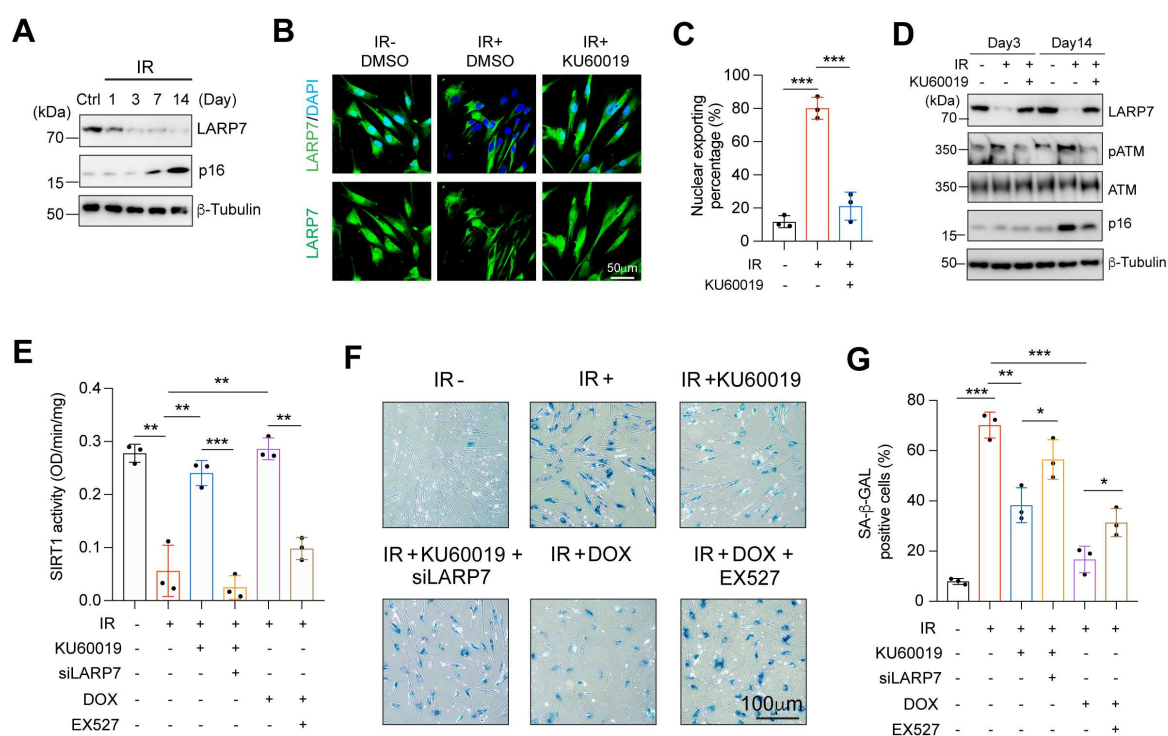 A
IR
(kDa) Ctrl 1 3 7 14 (Day)
70 LARP7
15 p16
50 β-Tubulin
B
IR- DMSO
IR+ DMSO
IR+ KU60019
LARP7/DAPI
LARP7
50μm
C
Nuclear exporting percentage (%)
100
80
60
40
20
0
*** ***
IR - + +
KU60019 - - +
D
Day3 Day14
IR - + + - + +
KU60019 - - + - - +
(kDa)
70 LARP7
350 pATM
350 ATM
15 p16
50 β-Tubulin
E
SIRT1 activity (OD/min/mg)
0.4
0.3
0.2
0.1
0.0
**
** ** *** **
IR - + + + + +
KU60019 - - + + - -
siLARP7 - - - + - -
DOX - - - - + +
EX527 - - - - - +
F
IR -
IR +
IR +KU60019
IR +KU60019 + siLARP7
IR +DOX
IR +DOX + EX527
100μm
G
SA-β-GAL positive cells (%)
80
60
40
20
0
***
*** ** * *
IR - + + + + +
KU60019 - - + + - -
siLARP7 - - - + - -
DOX - - - - + +
EX527 - - - - - +